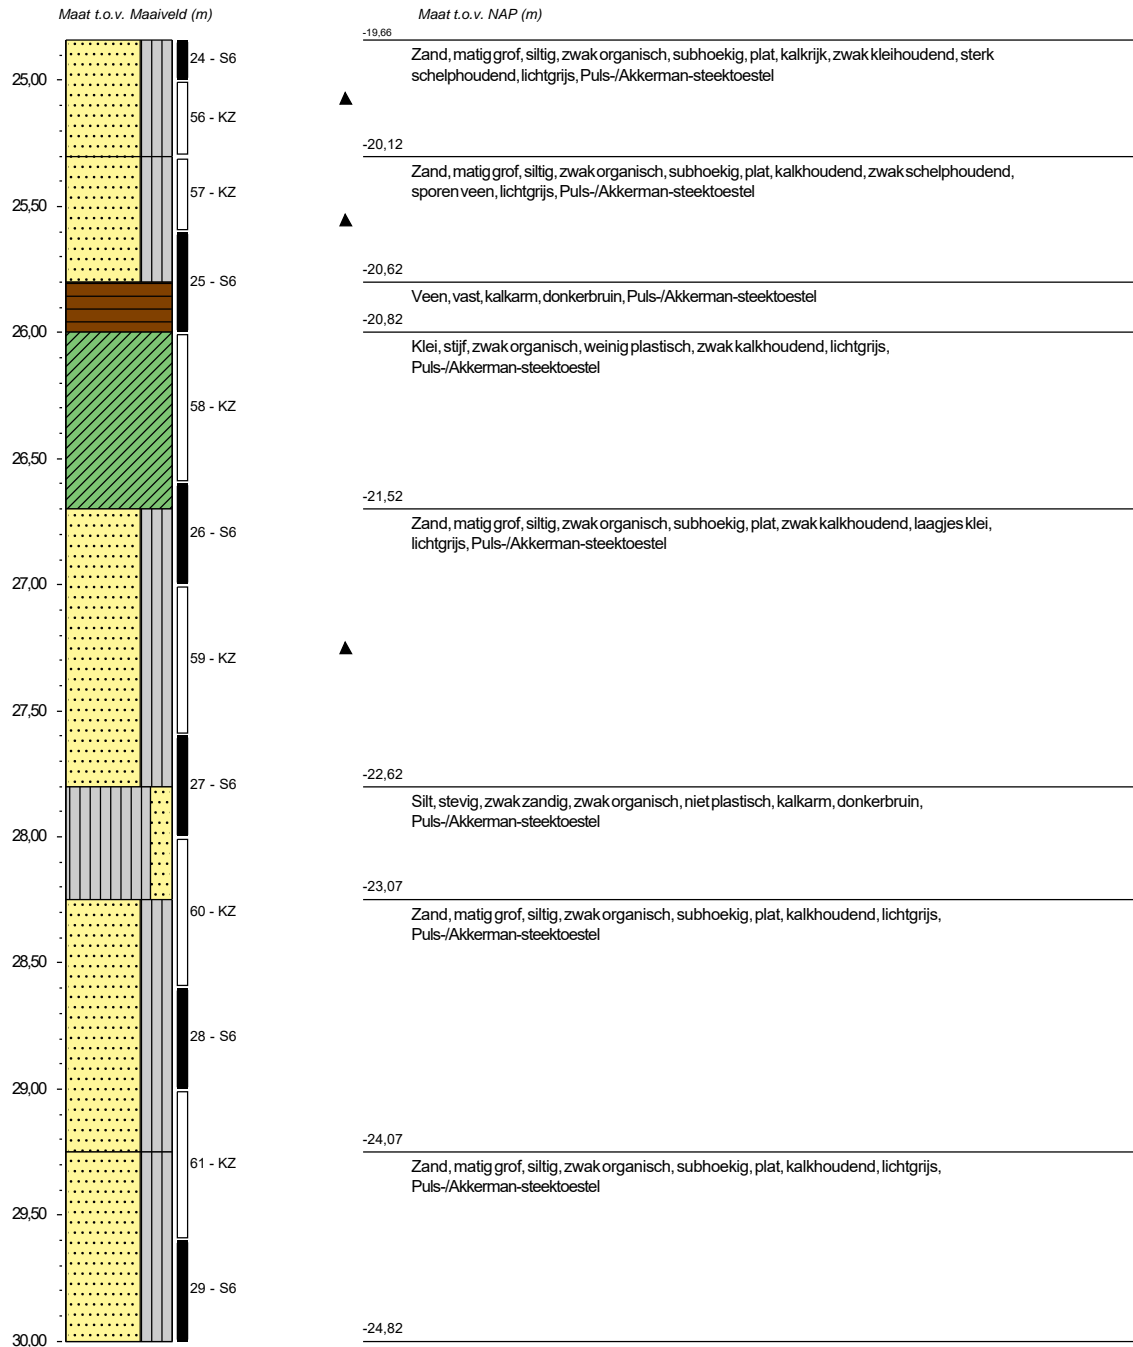 Maat t.o.v. Maaiveld (m)
Maat t.o.v. NAP (m)
-19,66
24 - S6
Zand, matig grof, siltig, zwak organisch, subhoekig, plat, kalkrijk, zwak kleihoudend, sterk
schelphoudend, lichtgrijs, Puls-/Akkerman-steektoestel
25,00
56 - KZ
-20,12
Zand, matig grof, siltig, zwak organisch, subhoekig, plat, kalkhoudend, zwak schelphoudend,
sporen veen, lichtgrijs, Puls-/Akkerman-steektoestel
57 - KZ
25,50
-20,62
25 - S6
Veen, vast, kalkarm, donkerbruin, Puls-/Akkerman-steektoestel
-20,82
26,00
Klei, stijf, zwak organisch, weinig plastisch, zwak kalkhoudend, lichtgrijs,
Puls-/Akkerman-steektoestel
58 - KZ
26,50
-21,52
Zand, matig grof, siltig, zwak organisch, subhoekig, plat, zwak kalkhoudend, laagjes klei,
lichtgrijs, Puls-/Akkerman-steektoestel
26 - S6
27,00
59 - KZ
27,50
-22,62
27 - S6
Silt, stevig, zwak zandig, zwak organisch, niet plastisch, kalkarm, donkerbruin,
Puls-/Akkerman-steektoestel
28,00
-23,07
60 - KZ
Zand, matig grof, siltig, zwak organisch, subhoekig, plat, kalkhoudend, lichtgrijs,
Puls-/Akkerman-steektoestel
28,50
28 - S6
29,00
-24,07
61 - KZ
Zand, matig grof, siltig, zwak organisch, subhoekig, plat, kalkhoudend, lichtgrijs,
Puls-/Akkerman-steektoestel
29,50
29 - S6
-24,82
30,00